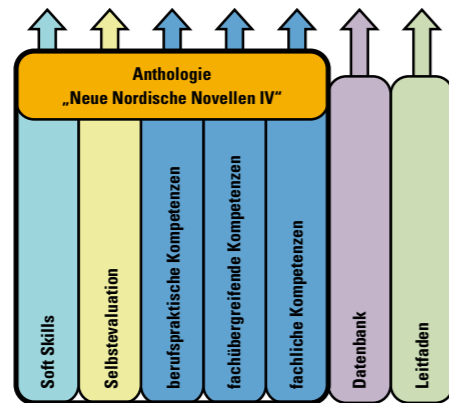 Anthologie
„Neue Nordische Novellen IV“
Soft Skills
Selbstevaluation
berufspraktische Kompetenzen
fachübergreifende Kompetenzen
fachliche Kompetenzen
Datenbank
Leitfaden